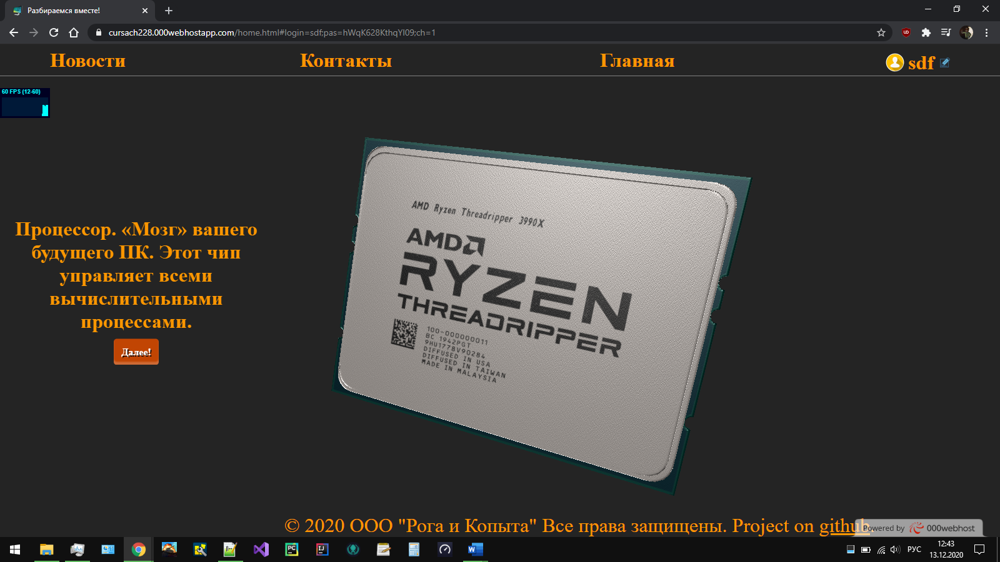 Разбираемся вместе!
cursach228.000webhostapp.com/home.html#login=sdf;pas=hWqK628KthqYI09;ch=1
Новости
Контакты
Главная
sdf
60 FPS (12-60)
AMD Ryzen Threadripper 3990X
AMD
RYZEN
THREADRIPPER
100-000000011
BC 1942PGT
9HU1778V90284
DIFFUSED IN USA
DIFFUSED IN TAIWAN
MADE IN MALAYSIA
Процессор. «Мозг» вашего
будущего ПК. Этот чип
управляет всеми
вычислительными
процессами.
Далее!
© 2020 ООО "Рога и Копыта" Все права защищены. Project on github.
Powered by 000webhost
РУС
12:43
13.12.2020